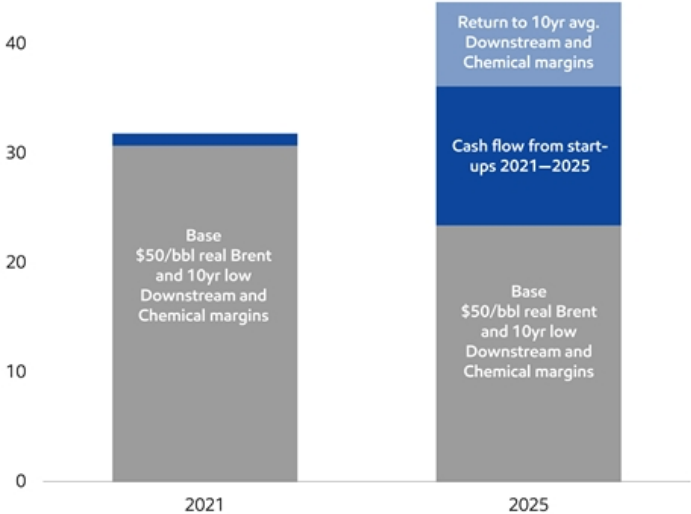 40
30
20
10
0
Base
$50/bbl real Brent
and 10yr low
Downstream and
Chemical margins
Return to 10yr avg.
Downstream and
Chemical margins
Cash flow from start-
ups 2021—2025
Base
$50/bbl real Brent
and 10yr low
Downstream and
Chemical margins
2021
2025